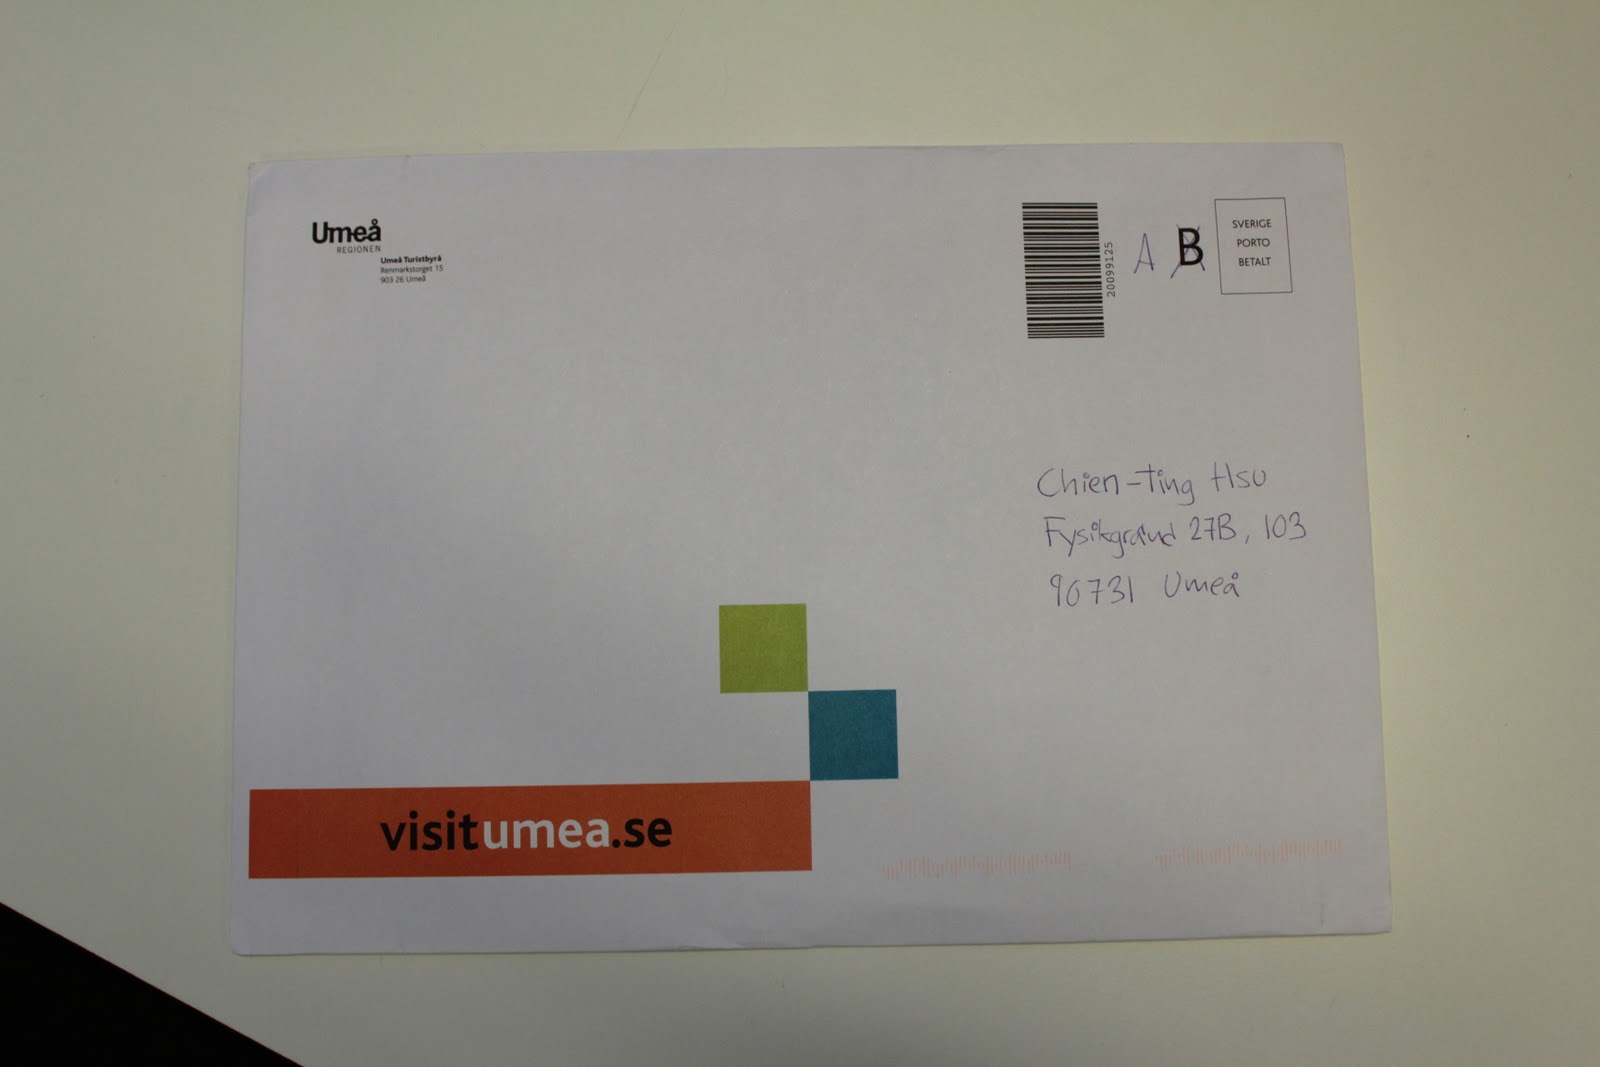 Umeå
REGIONEN
Umeå Turistbyrå
Renmarkstorget 15
903 26 Umeå
20099125
A B
SVERIGE
PORTO
BETALT
Chien-Ting Hsu
Fysikgränd 27B, 103
90731 Umeå
visitumea.se